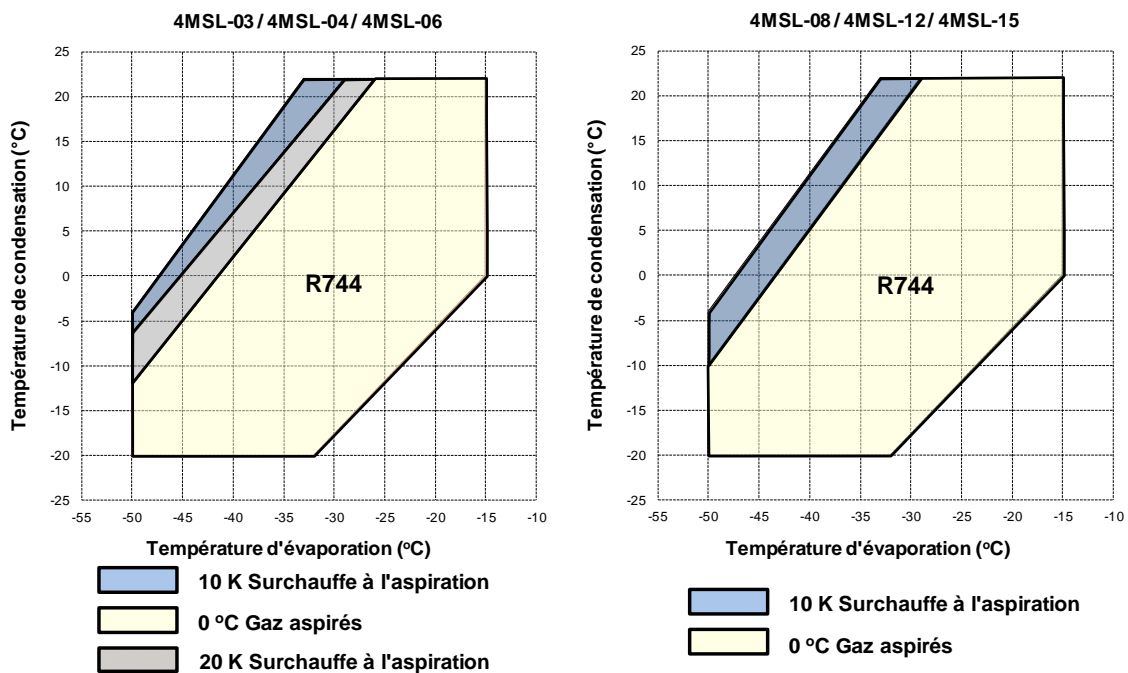 4MSL-03 / 4MSL-04 / 4MSL-06
25
20
15
10
5
0
-5
-10
-15
-20
-25
Température de condensation (°C)
R744
-55 -50 -45 -40 -35 -30 -25 -20 -15 -10
Température d'évaporation (°C)
10 K Surchauffe à l'aspiration
0 °C Gaz aspirés
20 K Surchauffe à l'aspiration
4MSL-08 / 4MSL-12 / 4MSL-15
25
20
15
10
5
0
-5
-10
-15
-20
-25
Température de condensation (°C)
R744
-55 -50 -45 -40 -35 -30 -25 -20 -15 -10
Température d'évaporation (°C)
10 K Surchauffe à l'aspiration
0 °C Gaz aspirés